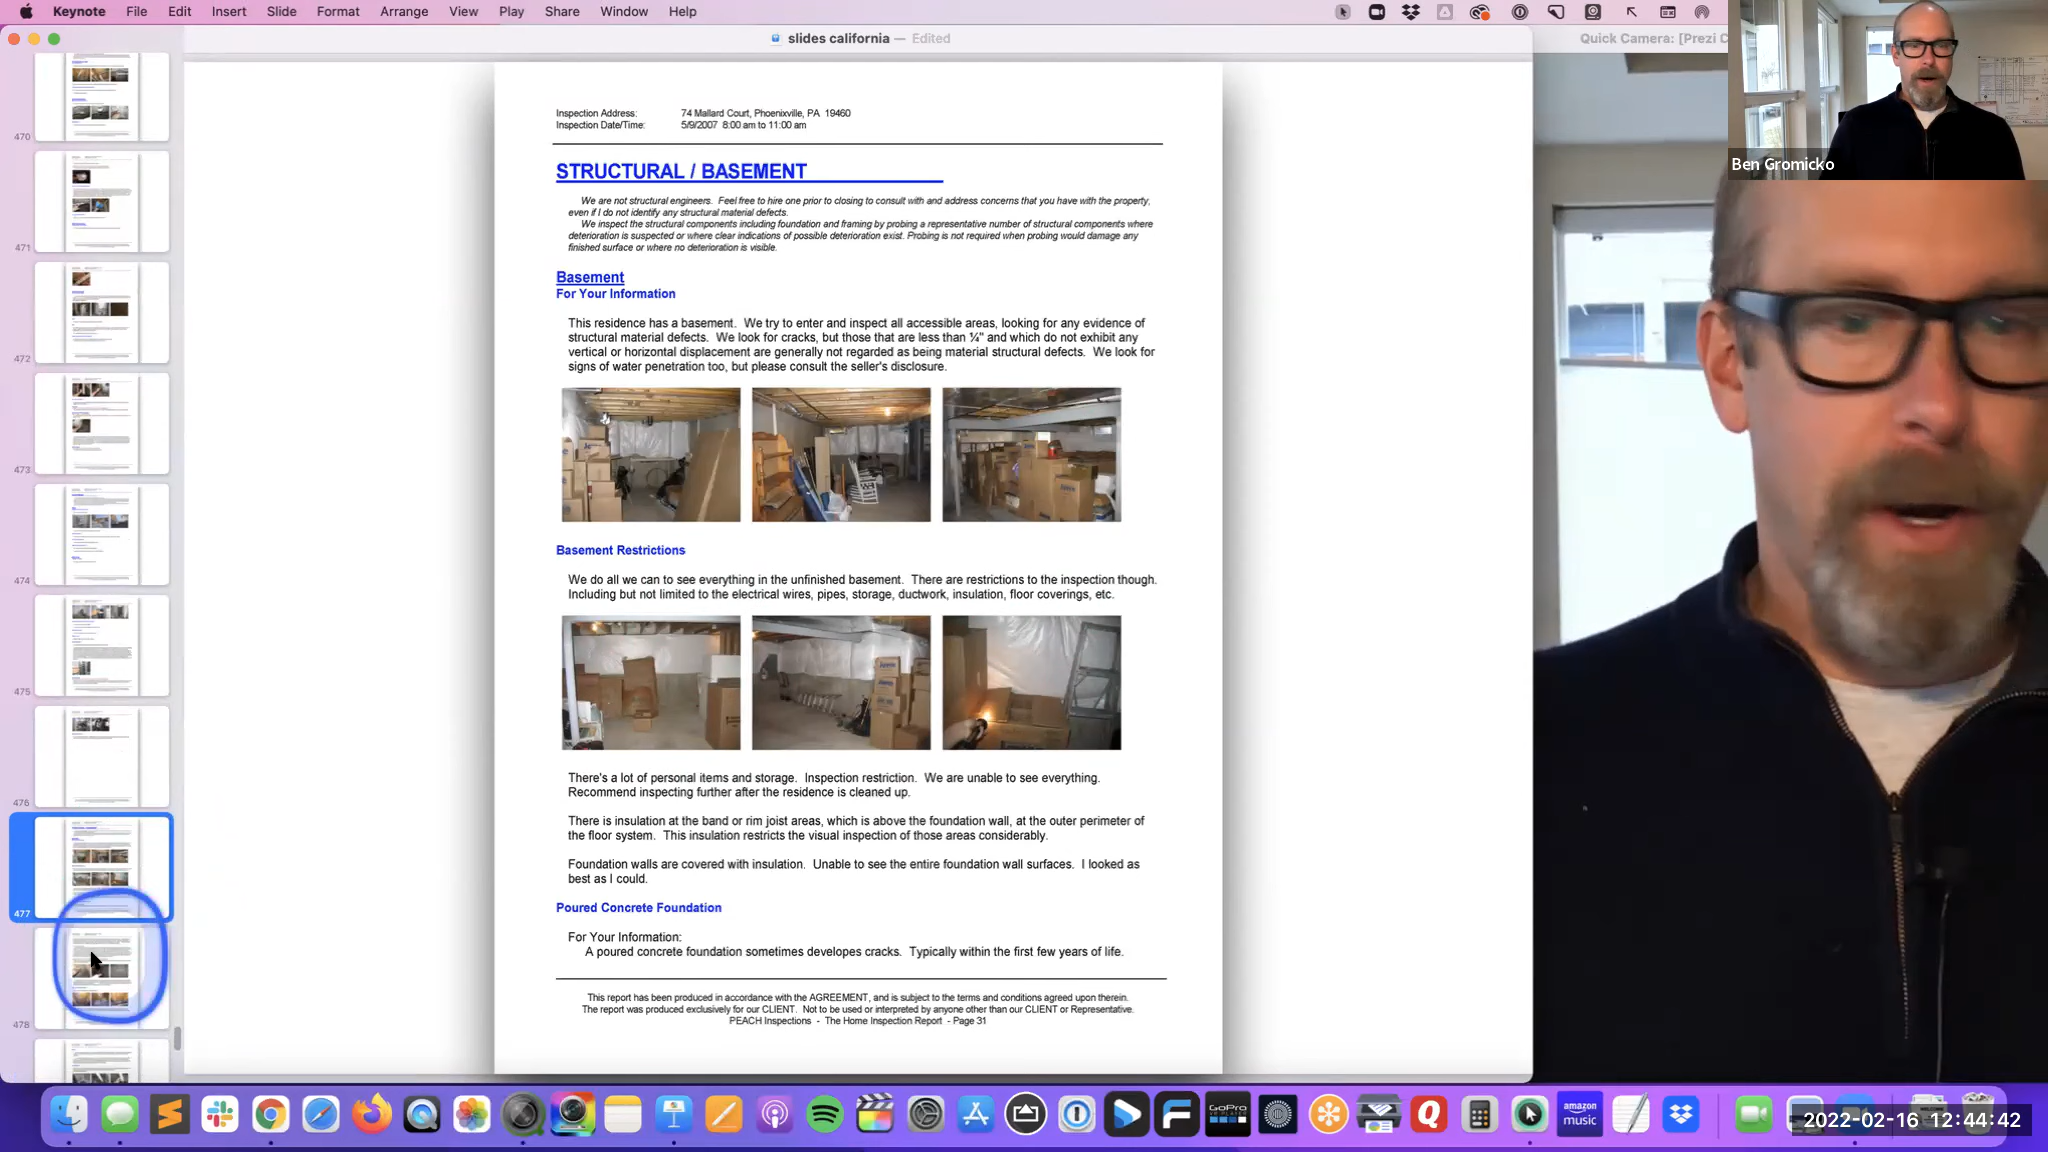 Keynote File Edit Insert Slide Format Arrange View Play Share Window Help
slides california — Edited
Quick Camera: [Prezi C
Ben Gromicko
Inspection Address: 74 Mallard Court, Phoenixville, PA 19460
Inspection Date/Time: 5/9/2007 8:00 am to 11:00 am
STRUCTURAL / BASEMENT
We are not structural engineers. Feel free to hire one prior to closing to consult with and address concerns that you have with the property,
even if I do not identify any structural material defects.
We inspect the structural components including foundation and framing by probing a representative number of structural components where
deterioration is suspected or where clear indications of possible deterioration exist. Probing is not required when probing would damage any
finished surface or where no deterioration is visible.
Basement
For Your Information
This residence has a basement. We try to enter and inspect all accessible areas, looking for any evidence of
structural material defects. We look for cracks, but those that are less than ¼" and which do not exhibit any
vertical or horizontal displacement are generally not regarded as being material structural defects. We look for
signs of water penetration too, but please consult the seller's disclosure.
Basement Restrictions
We do all we can to see everything in the unfinished basement. There are restrictions to the inspection though.
Including but not limited to the electrical wires, pipes, storage, ductwork, insulation, floor coverings, etc.
There's a lot of personal items and storage. Inspection restriction. We are unable to see everything.
Recommend inspecting further after the residence is cleaned up.
There is insulation at the band or rim joist areas, which is above the foundation wall, at the outer perimeter of
the floor system. This insulation restricts the visual inspection of those areas considerably.
Foundation walls are covered with insulation. Unable to see the entire foundation wall surfaces. I looked as
best as I could.
Poured Concrete Foundation
For Your Information:
A poured concrete foundation sometimes developes cracks. Typically within the first few years of life.
This report has been produced in accordance with the AGREEMENT, and is subject to the terms and conditions agreed upon therein.
The report was produced exclusively for our CLIENT. Not to be used or interpreted by anyone other than our CLIENT or Representative.
PEACH Inspections - The Home Inspection Report - Page 31
470
471
472
473
474
475
476
477
478
GoPro
amazon
music
2022-02-16 12:44:42